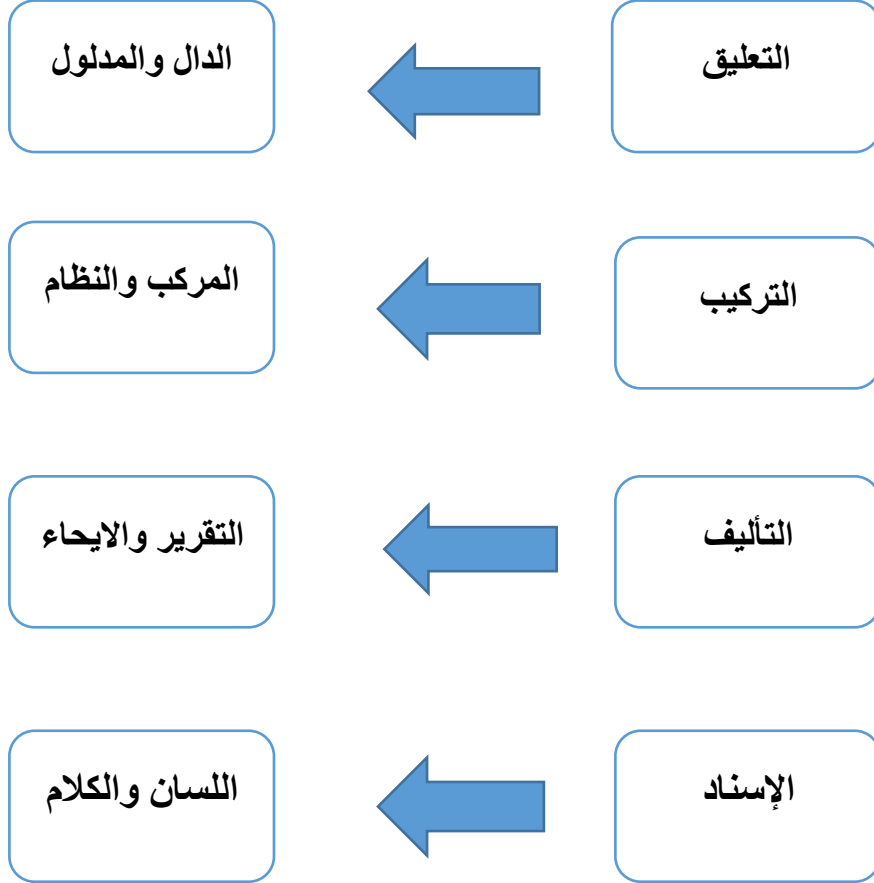 التعليق
الدال والمدلول
التركيب
المركب والنظام
التأليف
التقرير والايحاء
الإسناد
اللسان والكلام